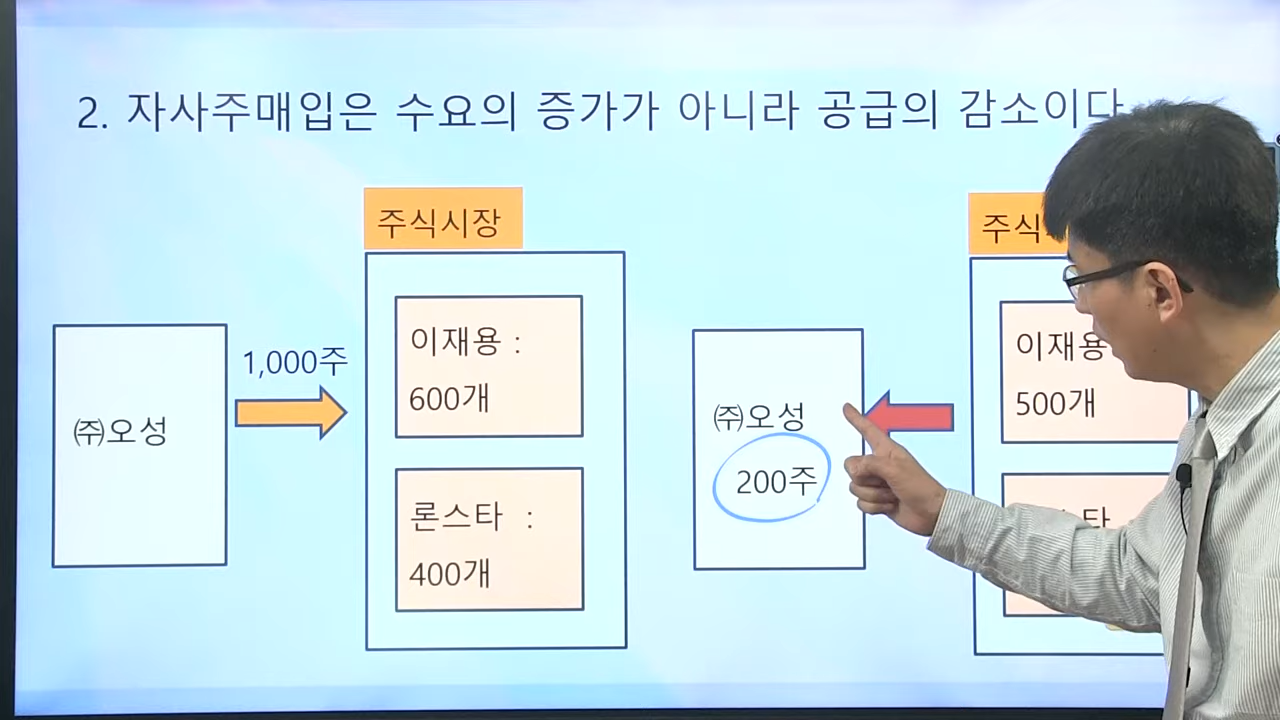 2. 자사주매입은 수요의 증가가 아니라 공급의 감소이다
주식시장
이재용 :
600개
론스타 :
400개
1,000주
㈜오성
㈜오성
200주
주식
이재용
500개
타